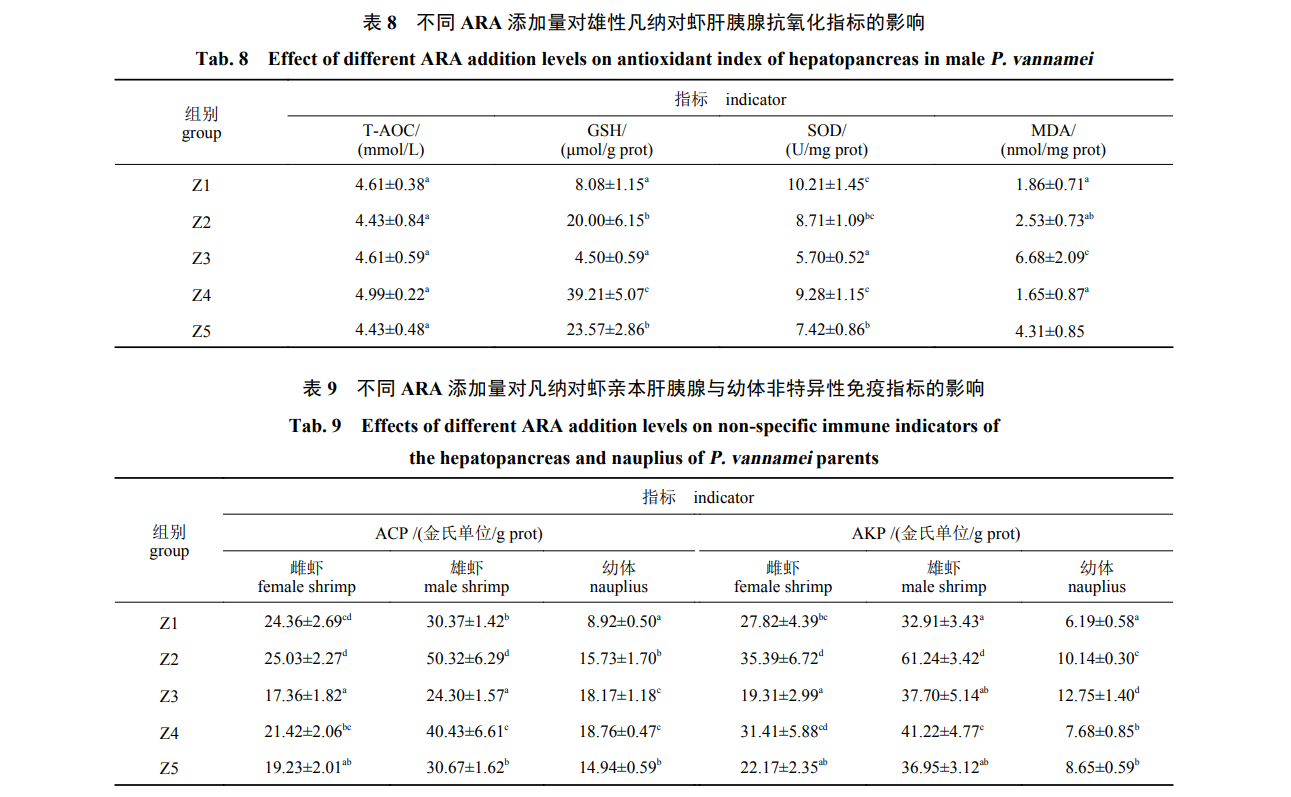 表 8 不同 ARA 添加量对雄性凡纳对虾肝胰腺抗氧化指标的影响
Tab. 8 Effect of different ARA addition levels on antioxidant index of hepatopancreas in male P. vannamei
组别 group 指标 indicator
T-AOC/ (mmol/L) GSH/ (μmol/g prot) SOD/ (U/mg prot) MDA/ (nmol/mg prot)
Z1 4.61±0.38a 8.08±1.15a 10.21±1.45c 1.86±0.71a
Z2 4.43±0.84a 20.00±6.15b 8.71±1.09bc 2.53±0.73ab
Z3 4.61±0.59a 4.50±0.59a 5.70±0.52a 6.68±2.09c
Z4 4.99±0.22a 39.21±5.07c 9.28±1.15c 1.65±0.87a
Z5 4.43±0.48a 23.57±2.86b 7.42±0.86b 4.31±0.85
表 9 不同 ARA 添加量对凡纳对虾亲本肝胰腺与幼体非特异性免疫指标的影响
Tab. 9 Effects of different ARA addition levels on non-specific immune indicators of
the hepatopancreas and nauplius of P. vannamei parents
组别 group 指标 indicator
ACP /(金氏单位/g prot) AKP /(金氏单位/g prot)
雌虾 female shrimp 雄虾 male shrimp 幼体 nauplius 雌虾 female shrimp 雄虾 male shrimp 幼体 nauplius
Z1 24.36±2.69cd 30.37±1.42b 8.92±0.50a 27.82±4.39bc 32.91±3.43a 6.19±0.58a
Z2 25.03±2.27d 50.32±6.29d 15.73±1.70b 35.39±6.72d 61.24±3.42d 10.14±0.30c
Z3 17.36±1.82a 24.30±1.57a 18.17±1.18c 19.31±2.99a 37.70±5.14ab 12.75±1.40d
Z4 21.42±2.06bc 40.43±6.61c 18.76±0.47c 31.41±5.88cd 41.22±4.77c 7.68±0.85b
Z5 19.23±2.01ab 30.67±1.62b 14.94±0.59b 22.17±2.35ab 36.95±3.12ab 8.65±0.59b